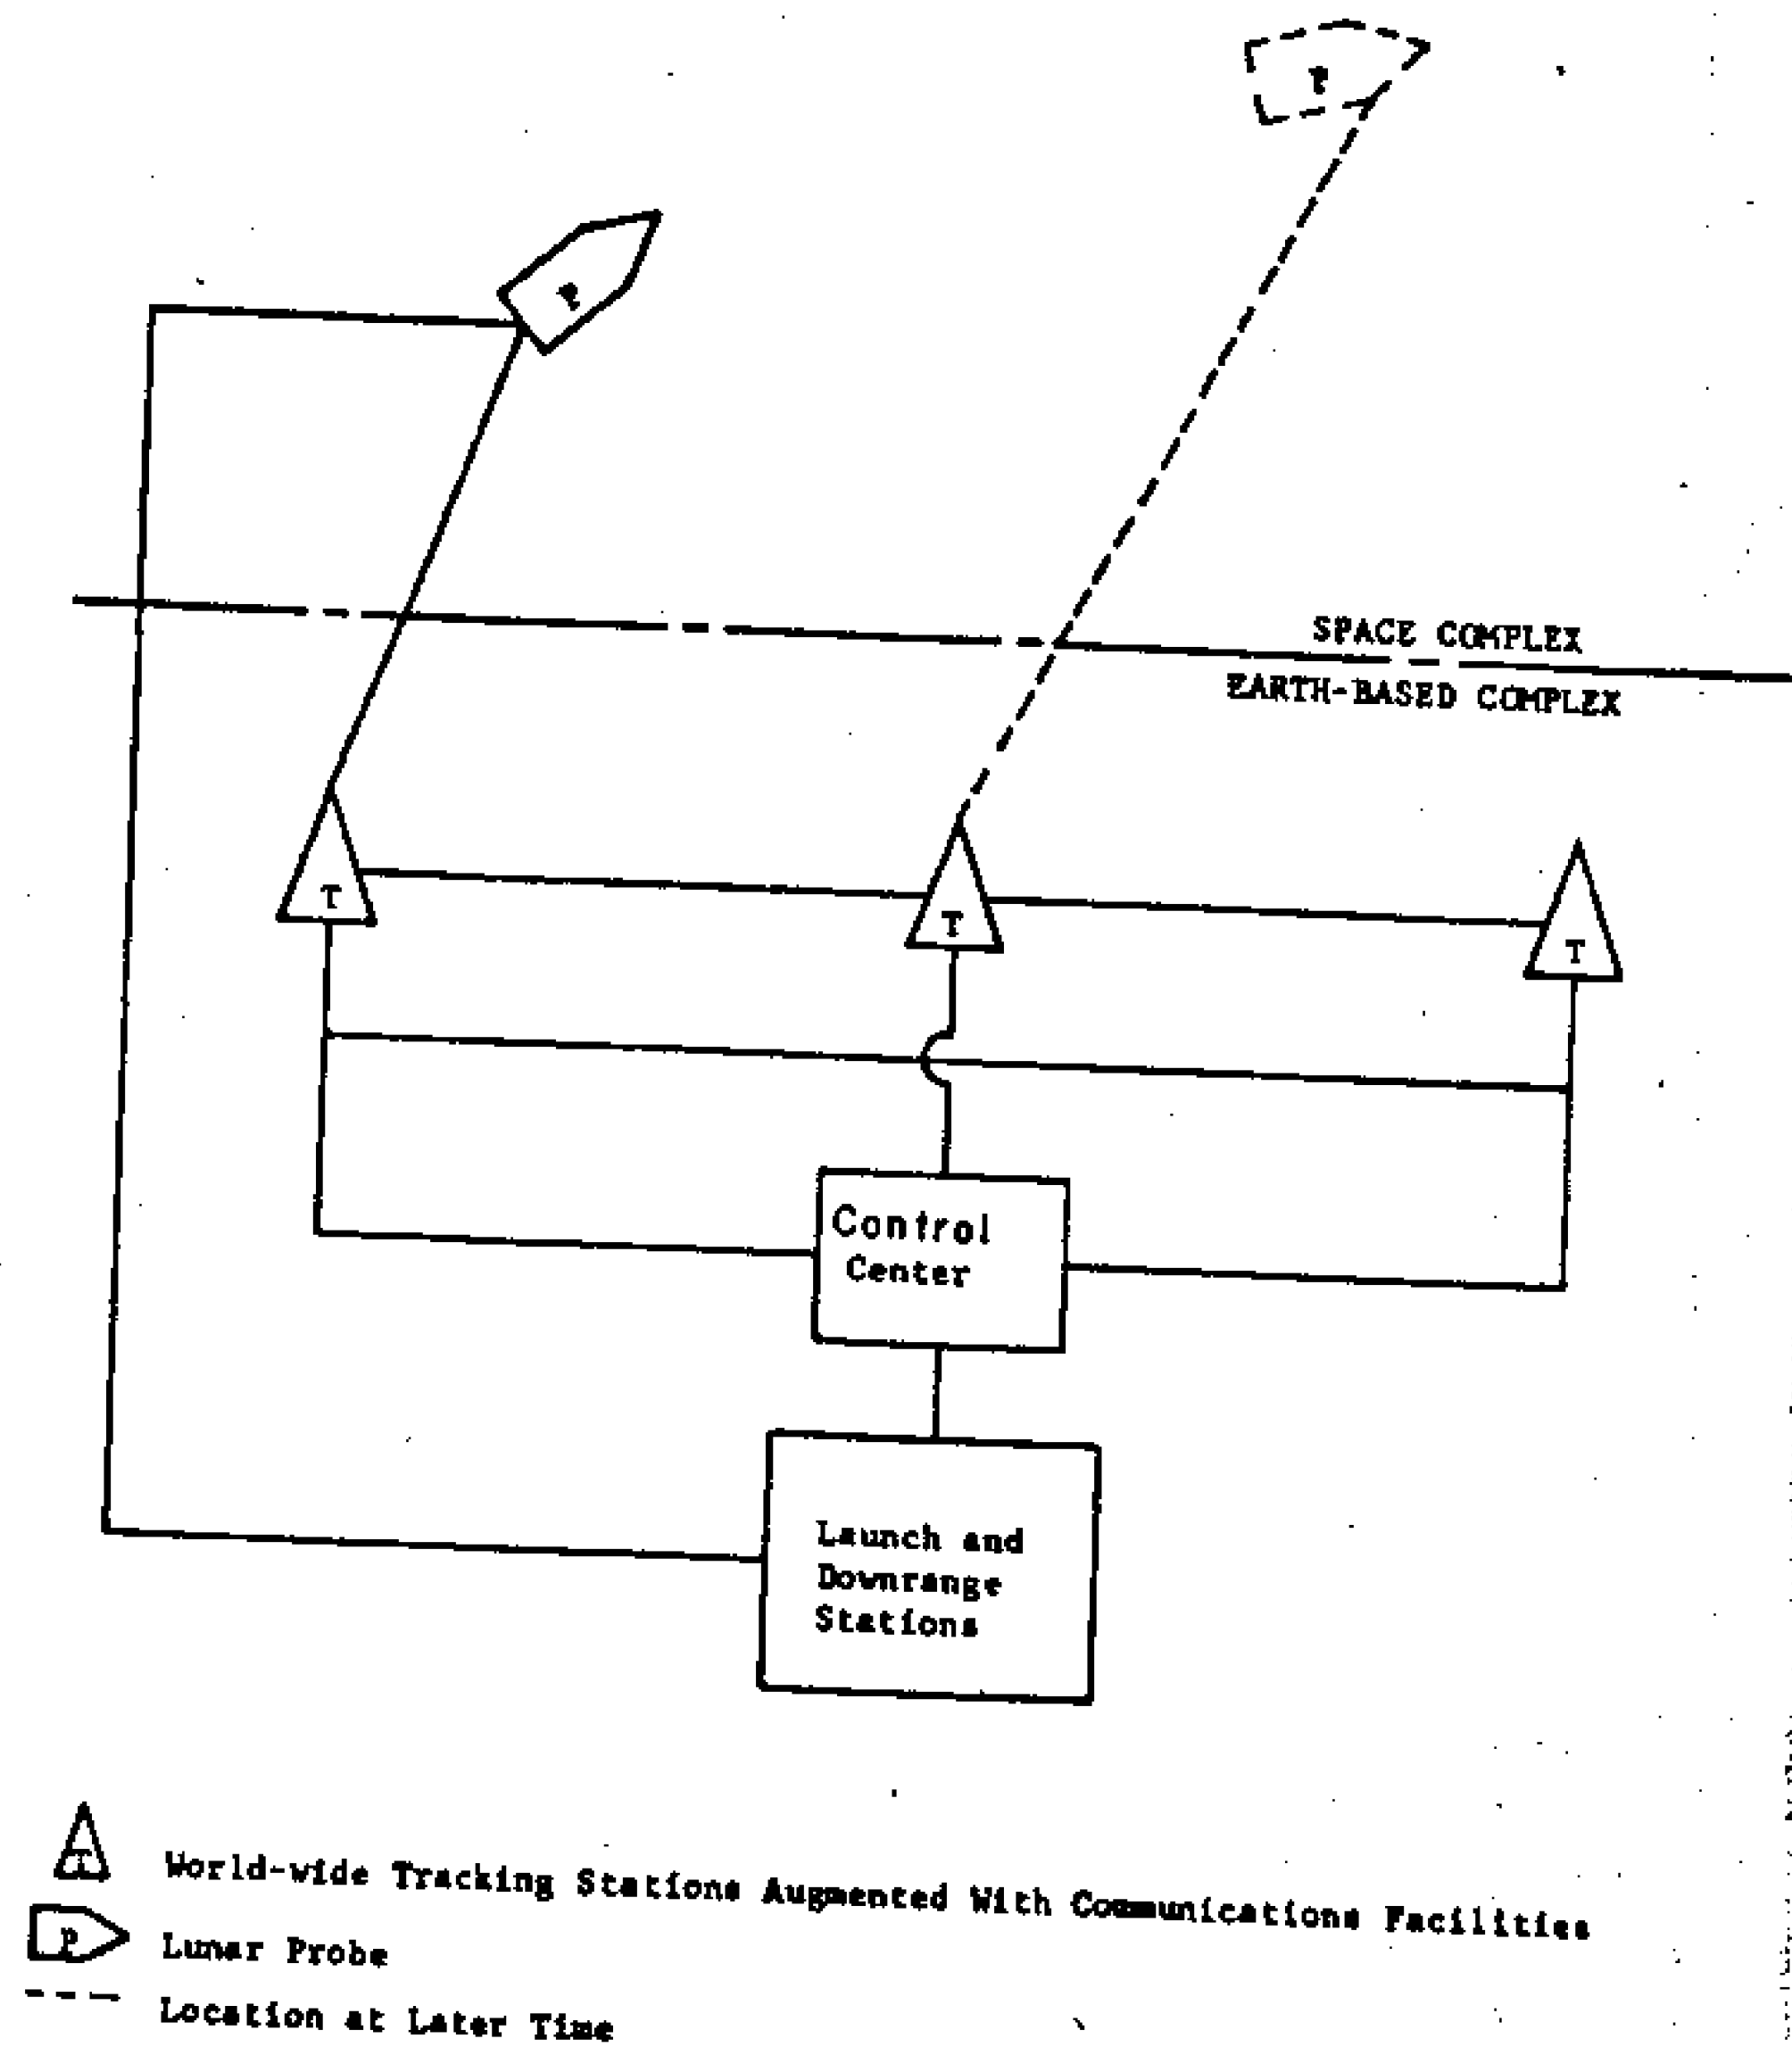 P
P
SPACE COMPLEX
EARTH-BASED COMPLEX
T
T
T
Control
Center
Launch and
Downrange
Stations
T World-wide Tracking Stations Augmented With Communications Facilities
P Lunar Probe
Location at Later Time